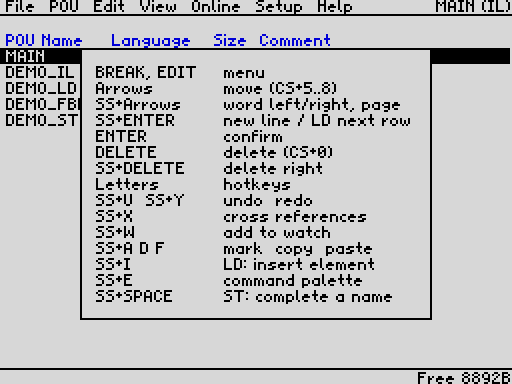 File POU Edit View Online Setup Help MAIN (IL)
POU Name Language Size Comment
MAIN
DEMO_IL
DEMO_LD
DEMO_FB
DEMO_ST
BREAK, EDIT menu
Arrows move (CS+5..8)
SS+Arrows word left/right, page
SS+ENTER new line / LD next row
ENTER confirm
DELETE delete (CS+0)
SS+DELETE delete right
Letters hotkeys
SS+U SS+Y undo redo
SS+X cross references
SS+W add to watch
SS+A D F mark copy paste
SS+I LD: insert element
SS+E command palette
SS+SPACE ST: complete a name
Free 8892B